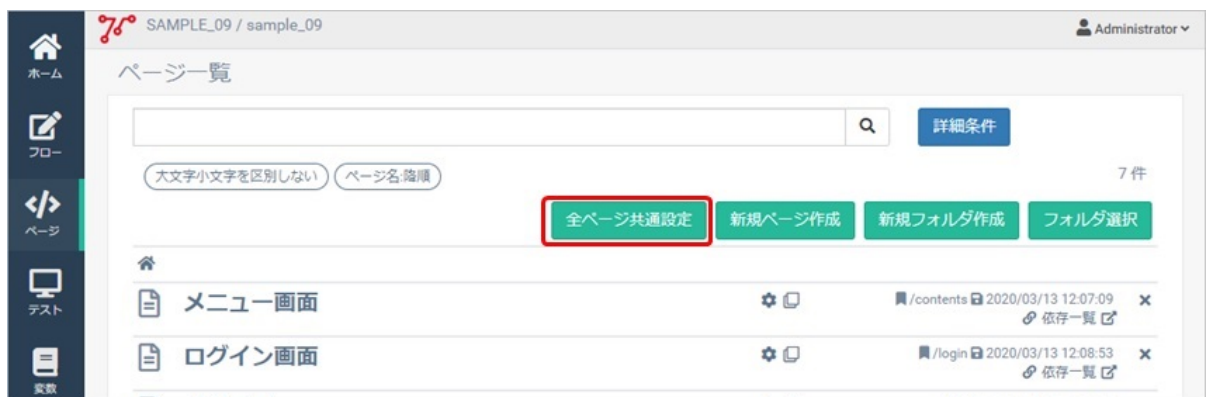 SAMPLE_09 / sample_09
Administrator
ホーム
ページ一覧
詳細条件
フロー
大文字小文字を区別しない ページ名:降順
7 件
ページ
全ページ共通設定 新規ページ作成 新規フォルダ作成 フォルダ選択
テスト
メニュー画面
/contents 2020/03/13 12:07:09
依存一覧
変数
ログイン画面
/login 2020/03/13 12:08:53
依存一覧